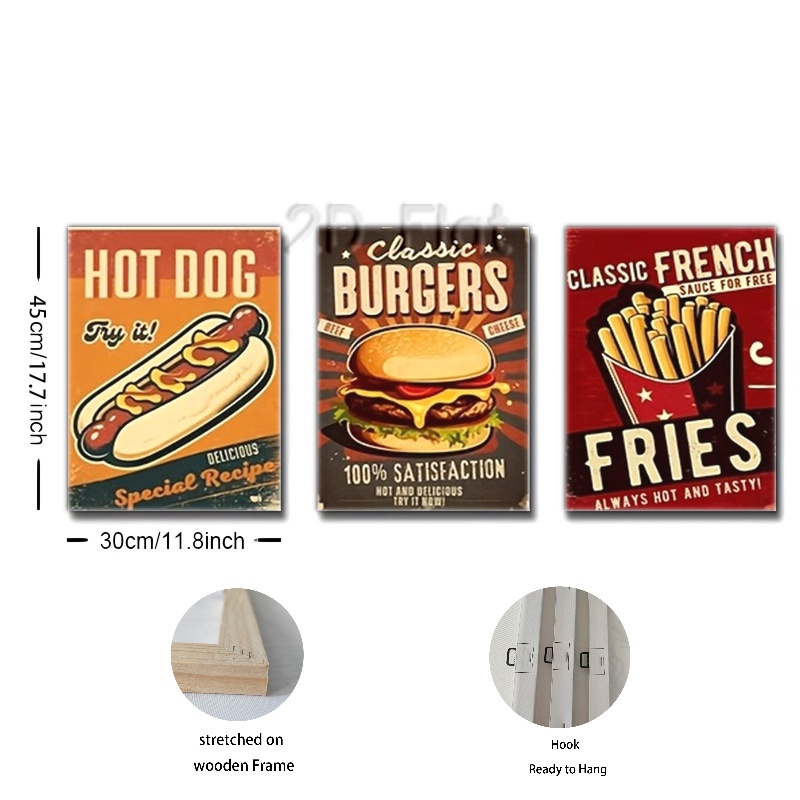 2D Flat
HOT DOG
Try it!
DELICIOUS
Special Recipe
Classic
BURGERS
BEEF
CHEESE
100% SATISFACTION
HOT AND DELICIOUS
TRY IT NOW!
CLASSIC FRENCH
SAUCE FOR FREE
C
FRIES
ALWAYS HOT AND TASTY!
45cm/17.7inch
30cm/11.8inch
stretched on
wooden Frame
Hook
Ready to Hang